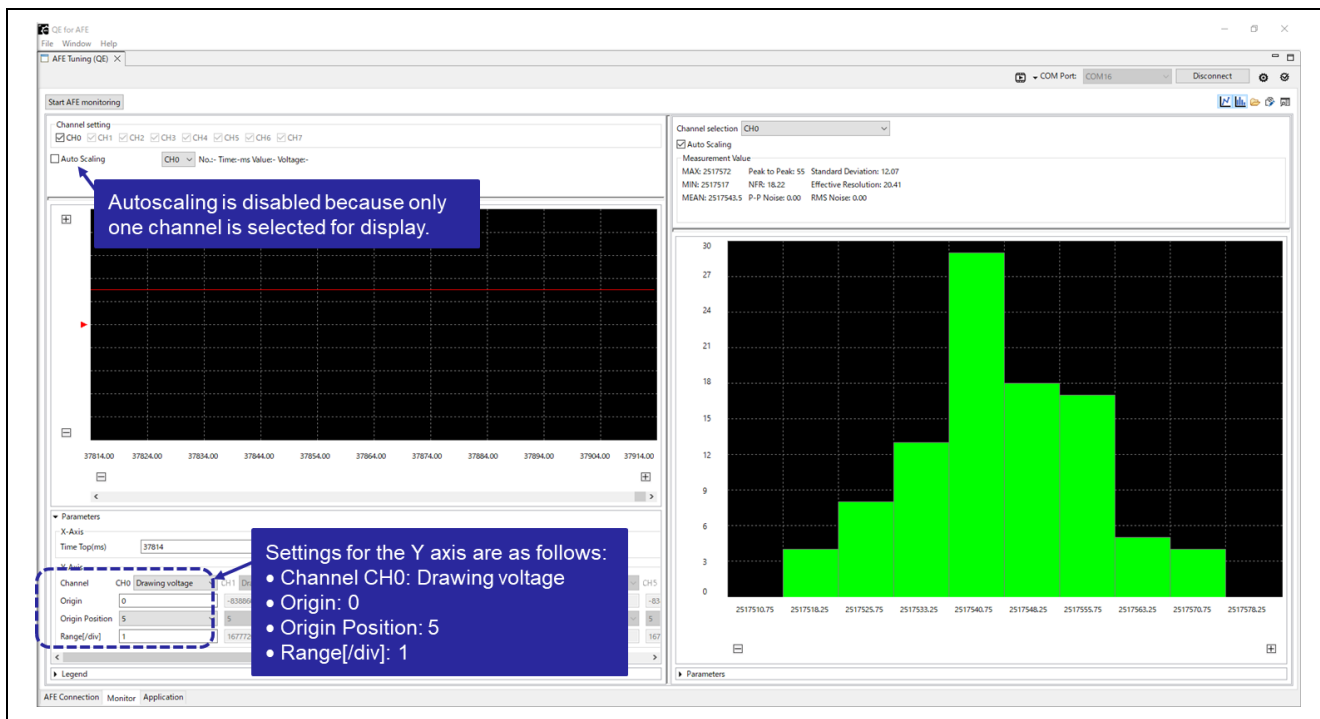 QE for AFE
File Window Help
AFE Tuning (QE)
COM Port: COM16 Disconnect
Start AFE monitoring
Channel setting
CH0 CH1 CH2 CH3 CH4 CH5 CH6 CH7
Auto Scaling CH0 No.:- Time:-ms Value:- Voltage:-
Autoscaling is disabled because only
one channel is selected for display.
37814.00 37824.00 37834.00 37844.00 37854.00 37864.00 37874.00 37884.00 37894.00 37904.00 37914.00
Parameters
X-Axis
Time Top(ms) 37814
Channel CH0 Drawing voltage CH1 CH5
Origin 0
Origin Position 5 5 5
Range[/div] 1 167772 167
Settings for the Y axis are as follows:
• Channel CH0: Drawing voltage
• Origin: 0
• Origin Position: 5
• Range[/div]: 1
Legend
AFE Connection Monitor Application
Channel selection CH0
Auto Scaling
Measurement Value
MAX: 2517572 Peak to Peak: 55 Standard Deviation: 12.07
MIN: 2517517 NFR: 18.22 Effective Resolution: 20.41
MEAN: 2517543.5 P-P Noise: 0.00 RMS Noise: 0.00
30
27
24
21
18
15
12
9
6
3
0
2517510.75 2517518.25 2517525.75 2517533.25 2517540.75 2517548.25 2517555.75 2517563.25 2517570.75 2517578.25
Parameters